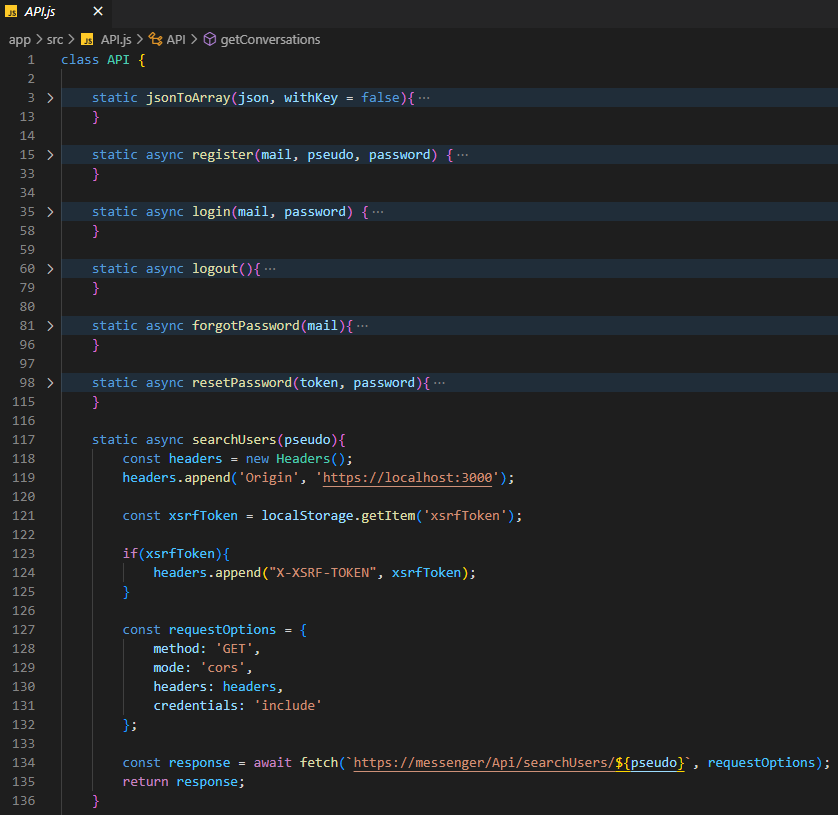 JS API.js ×
app > src > JS API.js > API > getConversations
1 class API {
2
3 static jsonToArray(json, withKey = false){ ···
13 }
14
15 static async register(mail, pseudo, password) { ···
33 }
34
35 static async login(mail, password) { ···
58 }
59
60 static async logout(){ ···
79 }
80
81 static async forgotPassword(mail){ ···
96 }
97
98 static async resetPassword(token, password){ ···
115 }
116
117 static async searchUsers(pseudo){
118 const headers = new Headers();
119 headers.append('Origin', 'https://localhost:3000');
120
121 const xsrfToken = localStorage.getItem('xsrfToken');
122
123 if(xsrfToken){
124 headers.append("X-XSRF-TOKEN", xsrfToken);
125 }
126
127 const requestOptions = {
128 method: 'GET',
129 mode: 'cors',
130 headers: headers,
131 credentials: 'include'
132 };
133
134 const response = await fetch(`https://messenger/Api/searchUsers/${pseudo}`, requestOptions);
135 return response;
136 }